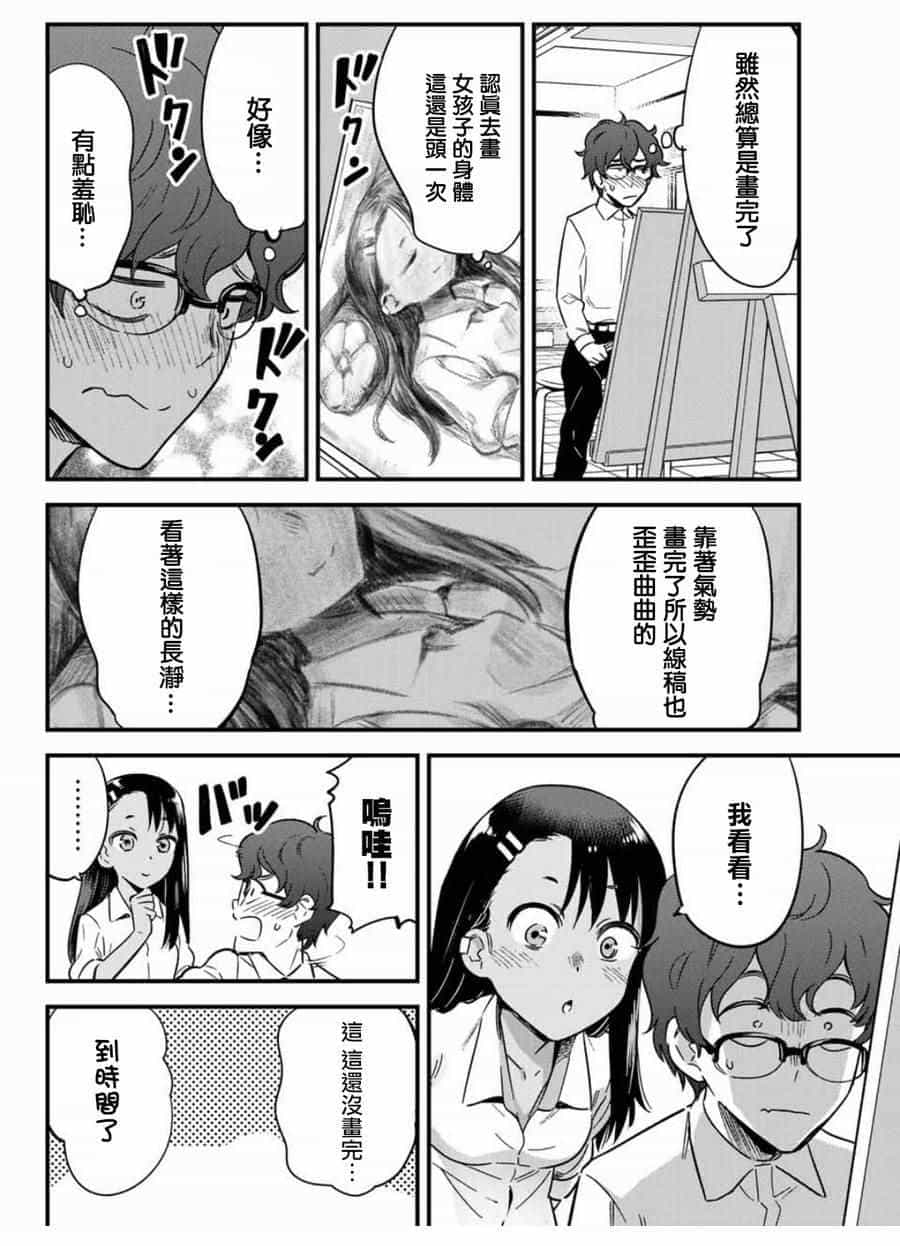 雖然總算是畫完了
認真去畫
女孩子的身體
這還是頭一次
ドクン
好像…
有點羞恥…
ドクン
靠著氣勢
畫完了所以線稿也
歪歪曲曲的
看著這樣的長瀞…
我看看…
嗚哇!!
バッ
………
這 這還沒畫完…
到時間了